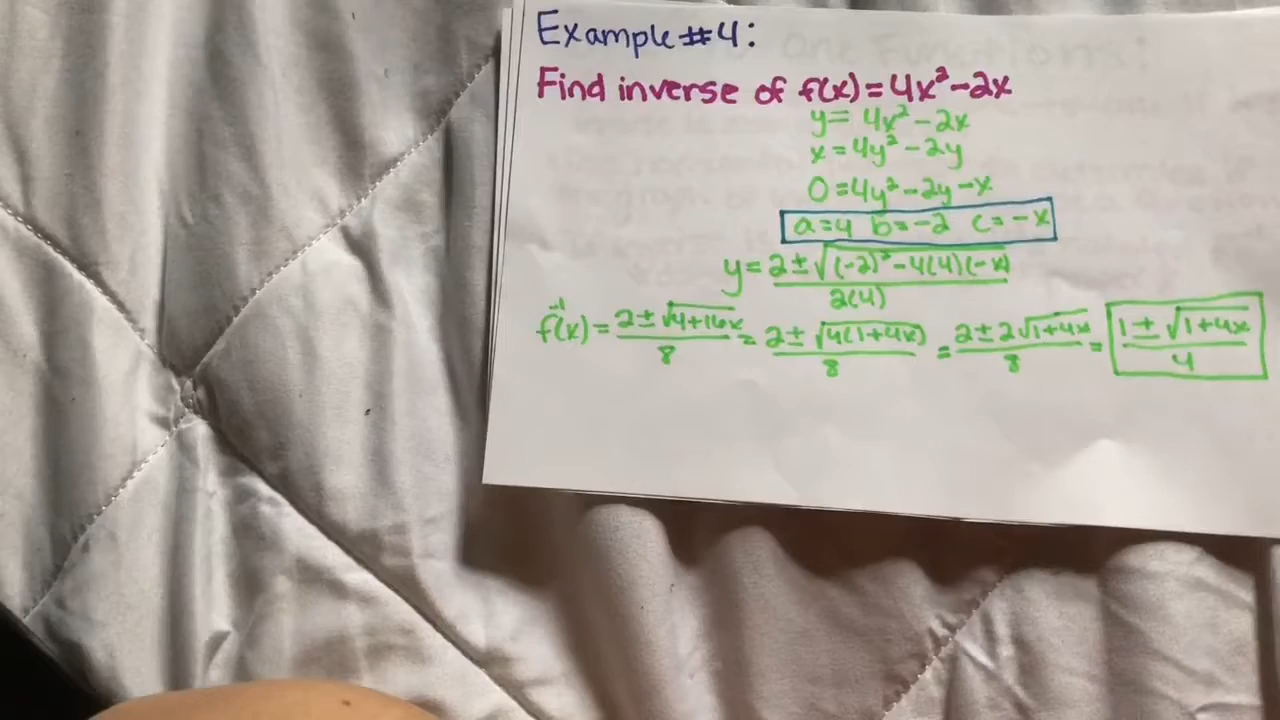 Example #4:
Find inverse of f(x) = 4x² - 2x
y = 4x² - 2x
x = 4y² - 2y
0 = 4y² - 2y - x
a = 4 b = -2 c = -x
y = 2 ± √(-2)² - 4(4)(-x) / 2(4)
f⁻¹(x) = 2 ± √4 + 16x / 8 = 2 ± √4(1 + 4x) / 8 = 2 ± 2√1 + 4x / 8 = 1 ± √1 + 4x / 4